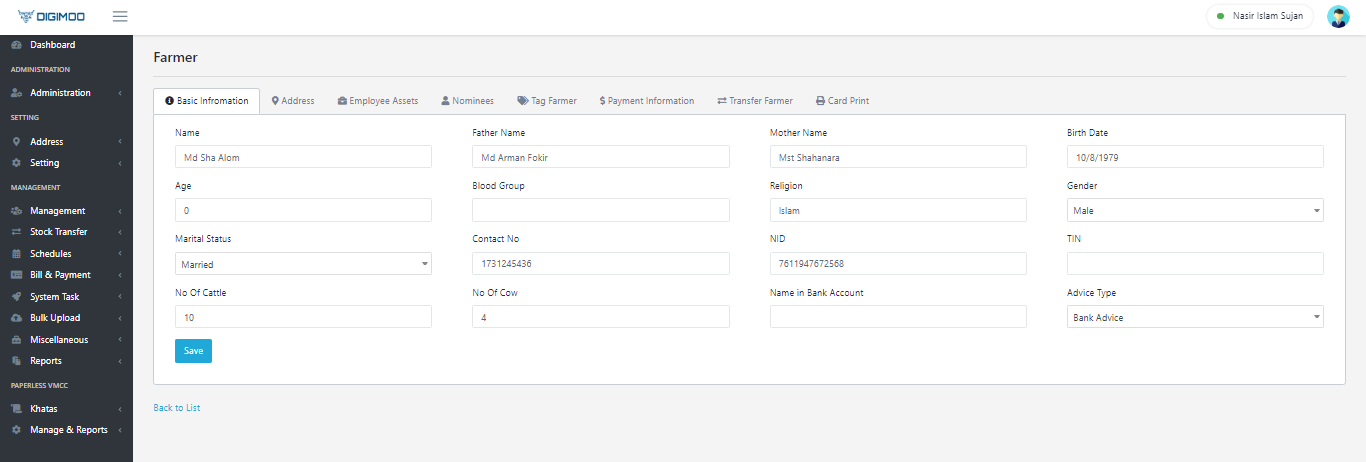 DIGIMOO
Nasir Islam Sujan
Dashboard
ADMINISTRATION
Administration
SETTING
Address
Setting
MANAGEMENT
Management
Stock Transfer
Schedules
Bill & Payment
System Task
Bulk Upload
Miscellaneous
Reports
PAPERLESS VMCC
Khatas
Manage & Reports
Farmer
Basic Infromation Address Employee Assets Nominees Tag Farmer Payment Information Transfer Farmer Card Print
Name Father Name Mother Name Birth Date
Md Sha Alom Md Arman Fokir Mst Shahanara 10/8/1979
Age Blood Group Religion Gender
0 Islam Male
Marital Status Contact No NID TIN
Married 1731245436 7611947672568
No Of Cattle No Of Cow Name in Bank Account Advice Type
10 4 Bank Advice
Save
Back to List